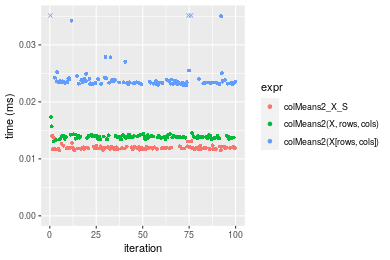 0.03
0.02
0.01
0.00
time (ms)
0
25
50
75
100
iteration
expr
colMeans2_X_S
colMeans2(X, rows, cols)
colMeans2(X[rows, cols])